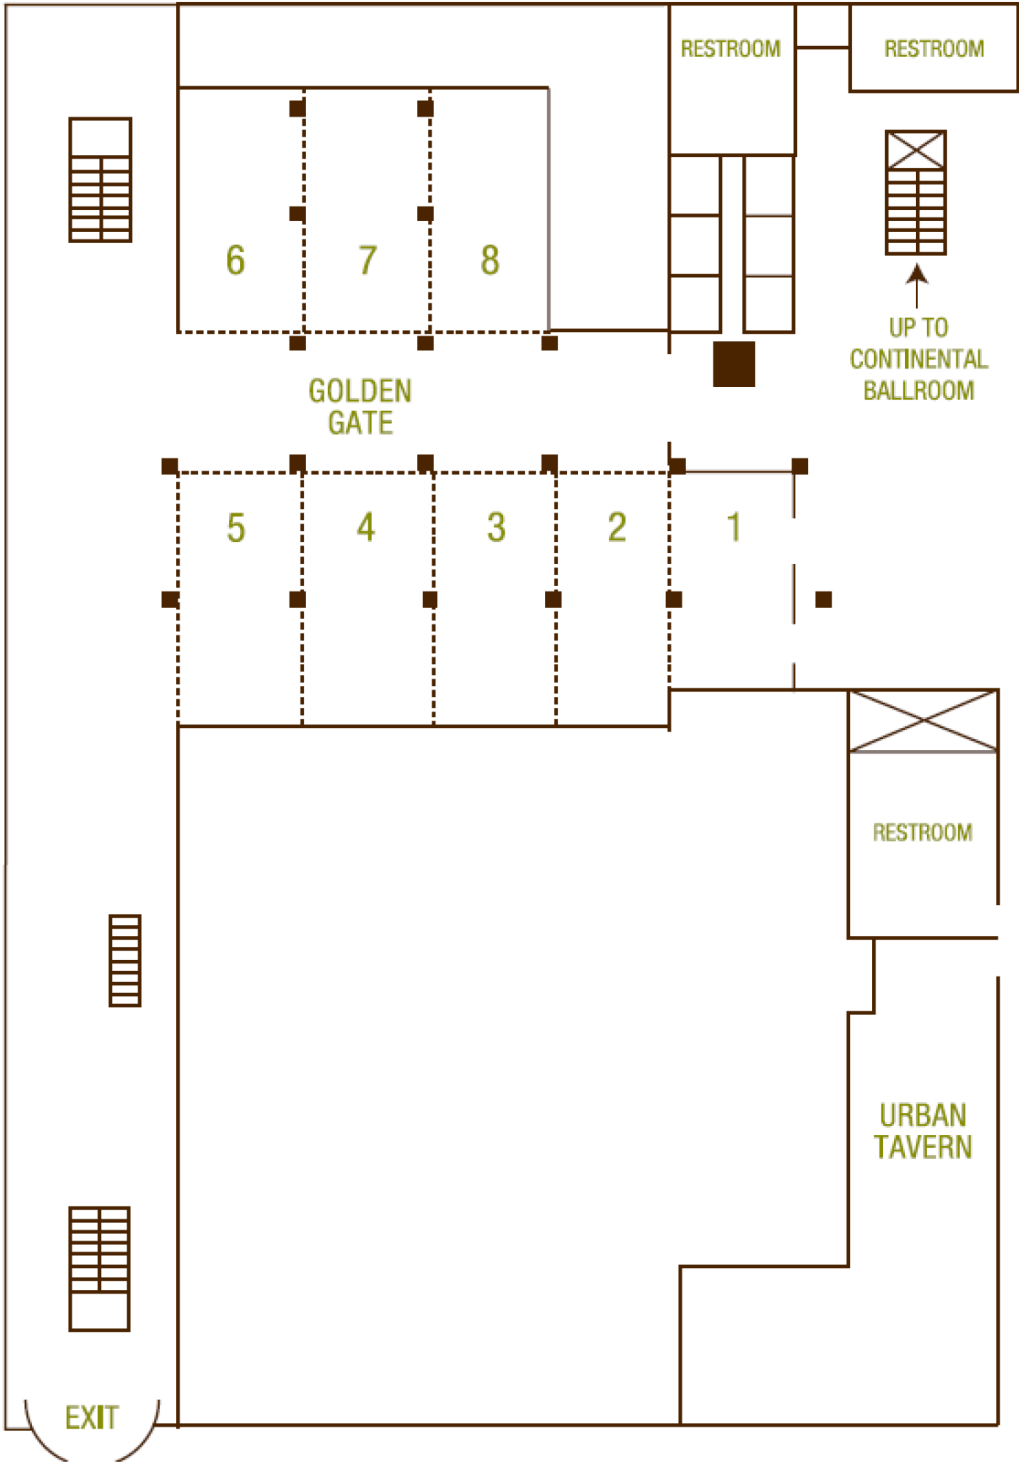 RESTROOM
RESTROOM
6
7
8
UP TO
CONTINENTAL
BALLROOM
GOLDEN
GATE
5
4
3
2
1
RESTROOM
URBAN
TAVERN
EXIT